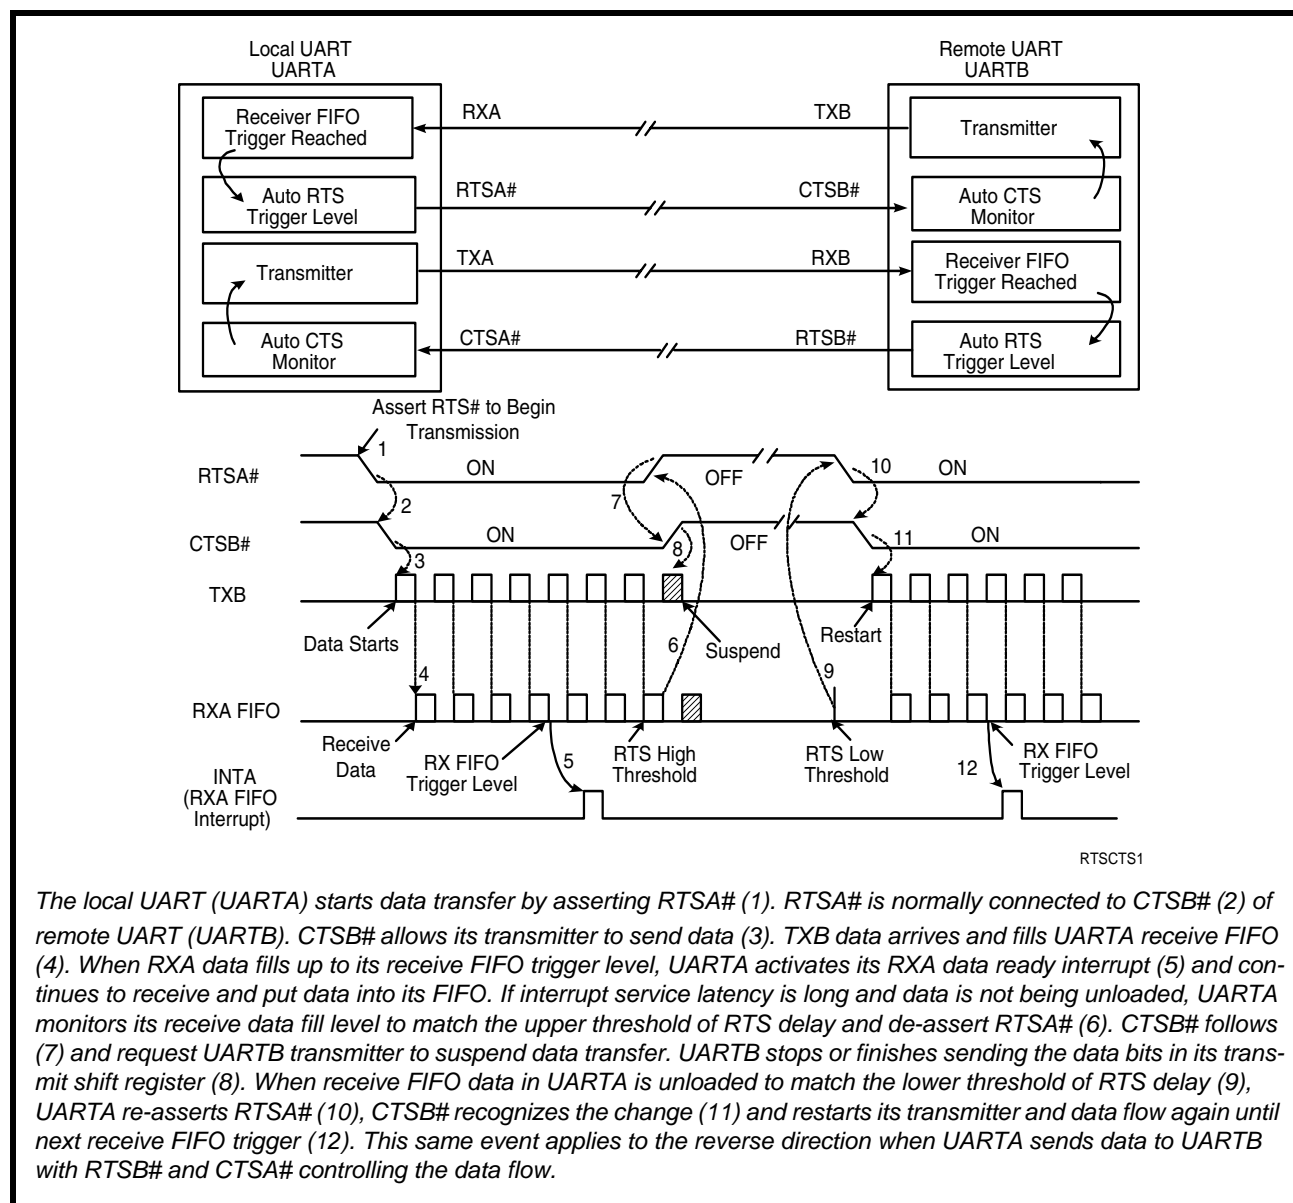 Local UART
UARTA
Remote UART
UARTB
Receiver FIFO
Trigger Reached
RXA
TXB
Transmitter
Auto RTS
Trigger Level
RTSA#
CTSB#
Auto CTS
Monitor
Transmitter
TXA
RXB
Receiver FIFO
Trigger Reached
Auto CTS
Monitor
CTSA#
RTSB#
Auto RTS
Trigger Level
Assert RTS# to Begin
Transmission
1
ON
OFF
10
ON
RTSA#
2
7
CTSB#
ON
8
OFF
11
ON
3
TXB
Data Starts
6
Suspend
Restart
4
9
RXA FIFO
Receive
Data
RX FIFO
Trigger Level
5
RTS High
Threshold
RTS Low
Threshold
12
RX FIFO
Trigger Level
INTA
(RXA FIFO
Interrupt)
RTSCTS1
The local UART (UARTA) starts data transfer by asserting RTSA# (1). RTSA# is normally connected to CTSB# (2) of
remote UART (UARTB). CTSB# allows its transmitter to send data (3). TXB data arrives and fills UARTA receive FIFO
(4). When RXA data fills up to its receive FIFO trigger level, UARTA activates its RXA data ready interrupt (5) and con-
tinues to receive and put data into its FIFO. If interrupt service latency is long and data is not being unloaded, UARTA
monitors its receive data fill level to match the upper threshold of RTS delay and de-assert RTSA# (6). CTSB# follows
(7) and request UARTB transmitter to suspend data transfer. UARTB stops or finishes sending the data bits in its trans-
mit shift register (8). When receive FIFO data in UARTA is unloaded to match the lower threshold of RTS delay (9),
UARTA re-asserts RTSA# (10), CTSB# recognizes the change (11) and restarts its transmitter and data flow again until
next receive FIFO trigger (12). This same event applies to the reverse direction when UARTA sends data to UARTB
with RTSB# and CTSA# controlling the data flow.